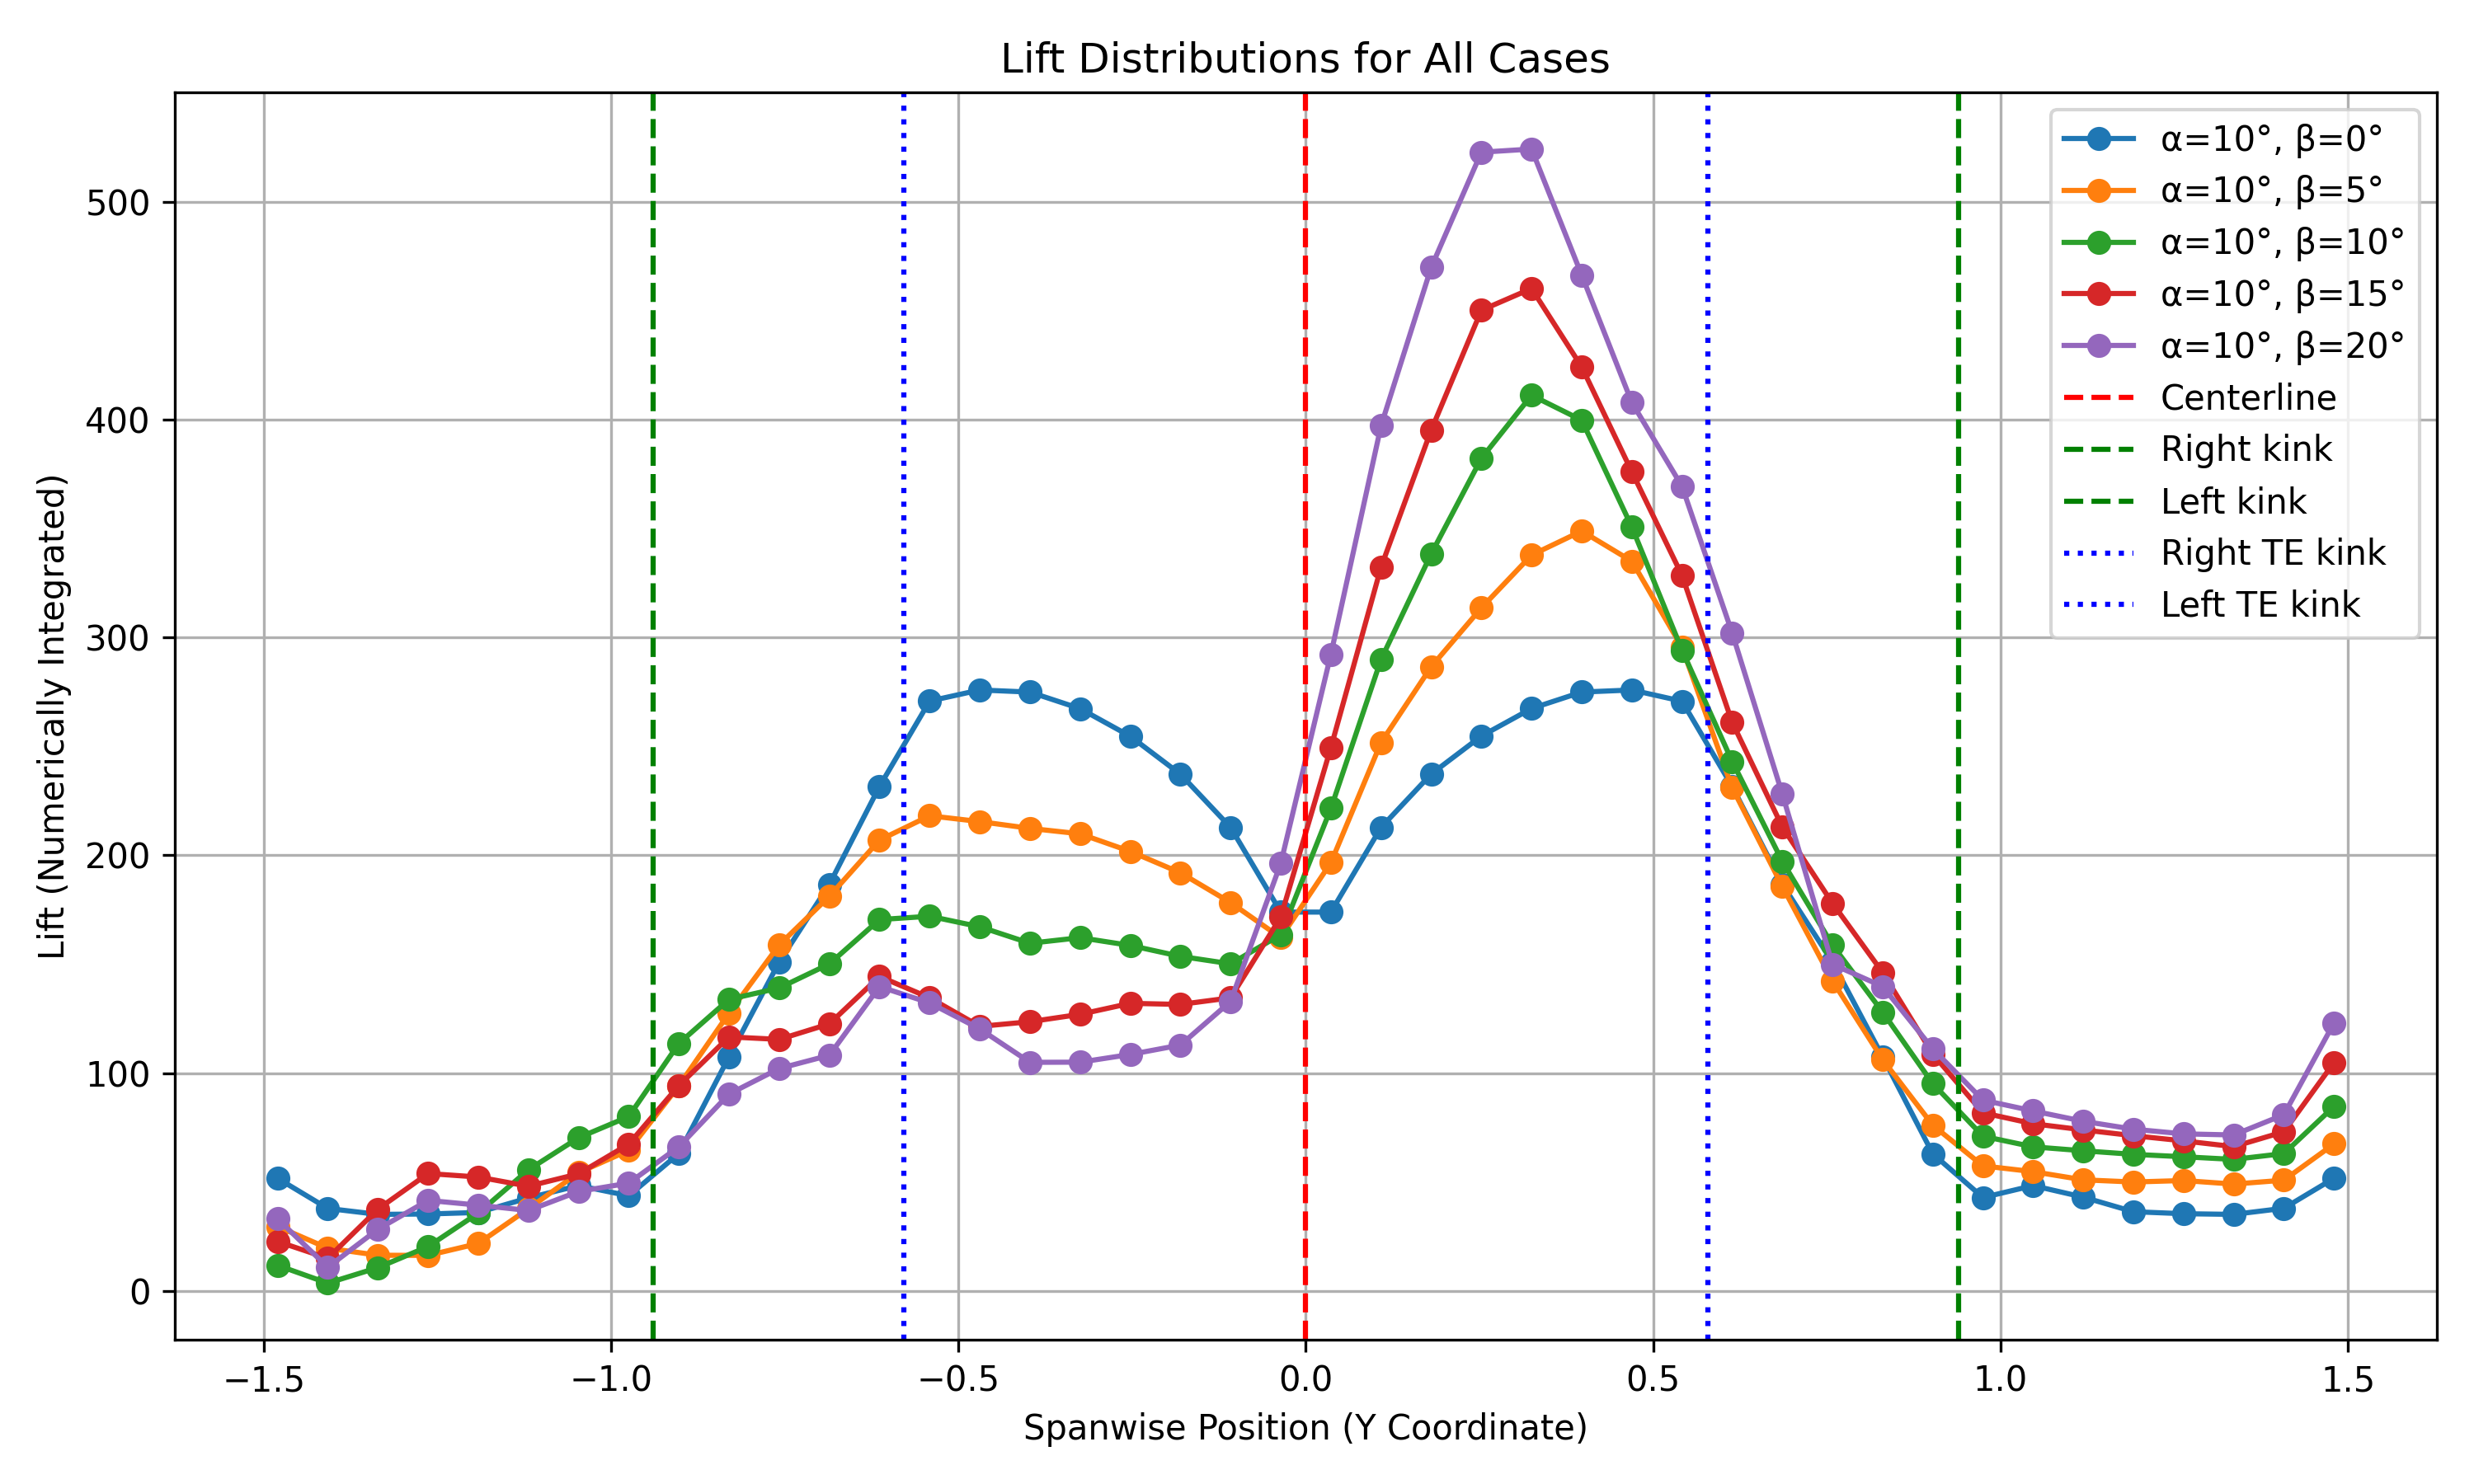 Lift Distributions for All Cases
Lift (Numerically Integrated)
500
400
300
200
100
0
−1.5
−1.0
−0.5
0.0
0.5
1.0
1.5
Spanwise Position (Y Coordinate)
α=10°, β=0°
α=10°, β=5°
α=10°, β=10°
α=10°, β=15°
α=10°, β=20°
Centerline
Right kink
Left kink
Right TE kink
Left TE kink